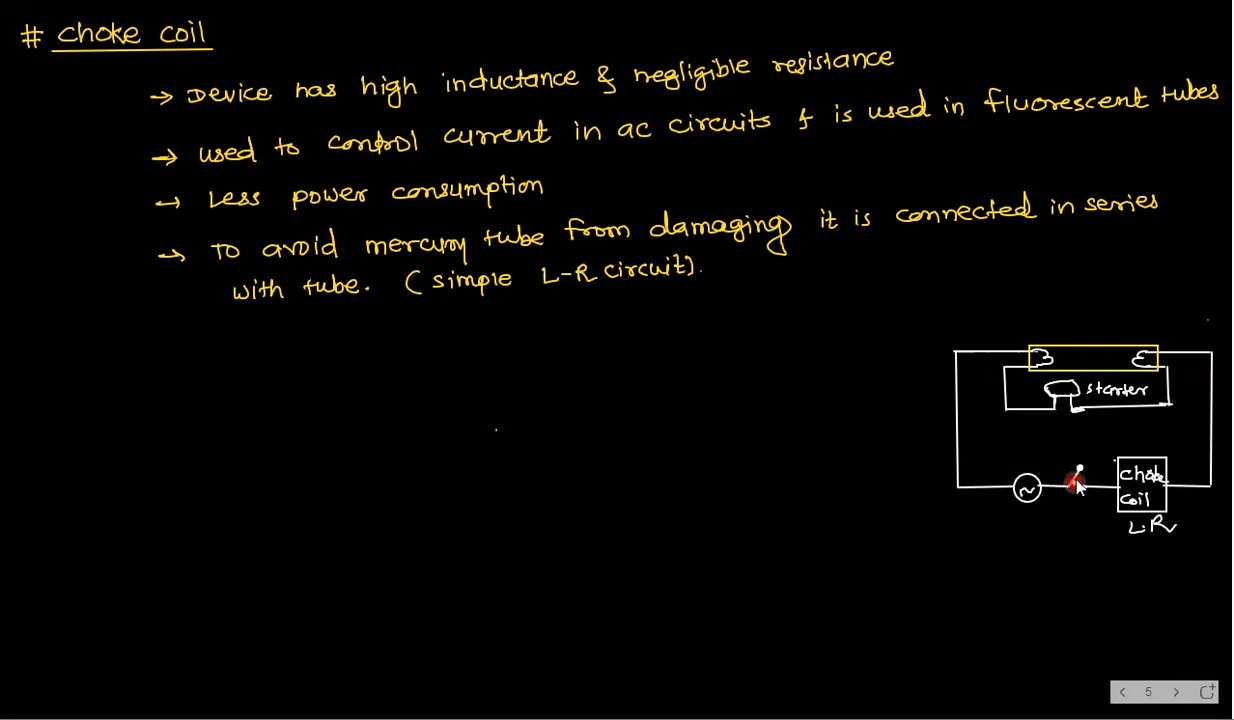 # choke coil
→ Device has high inductance & negligible resistance
→ used to control current in ac circuits & is used in fluorescent tubes
→ Less power consumption
→ To avoid mercury tube from damaging it is connected in series
with tube. (simple L-R circuit).
starter
~
choke
coil
L.R
< 5 >